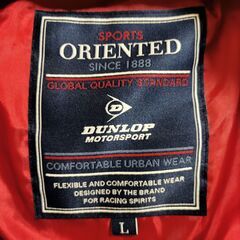 SPORTS
ORIENTED
SINCE 1888
GLOBAL QUALITY STANDARD
DUNLOP
MOTORSPORT
COMFORTABLE URBAN WEAR
FLEXIBLE AND COMFORTABLE WEAR
DESIGNED BY THE BRAND
FOR RACING SPIRITS
L